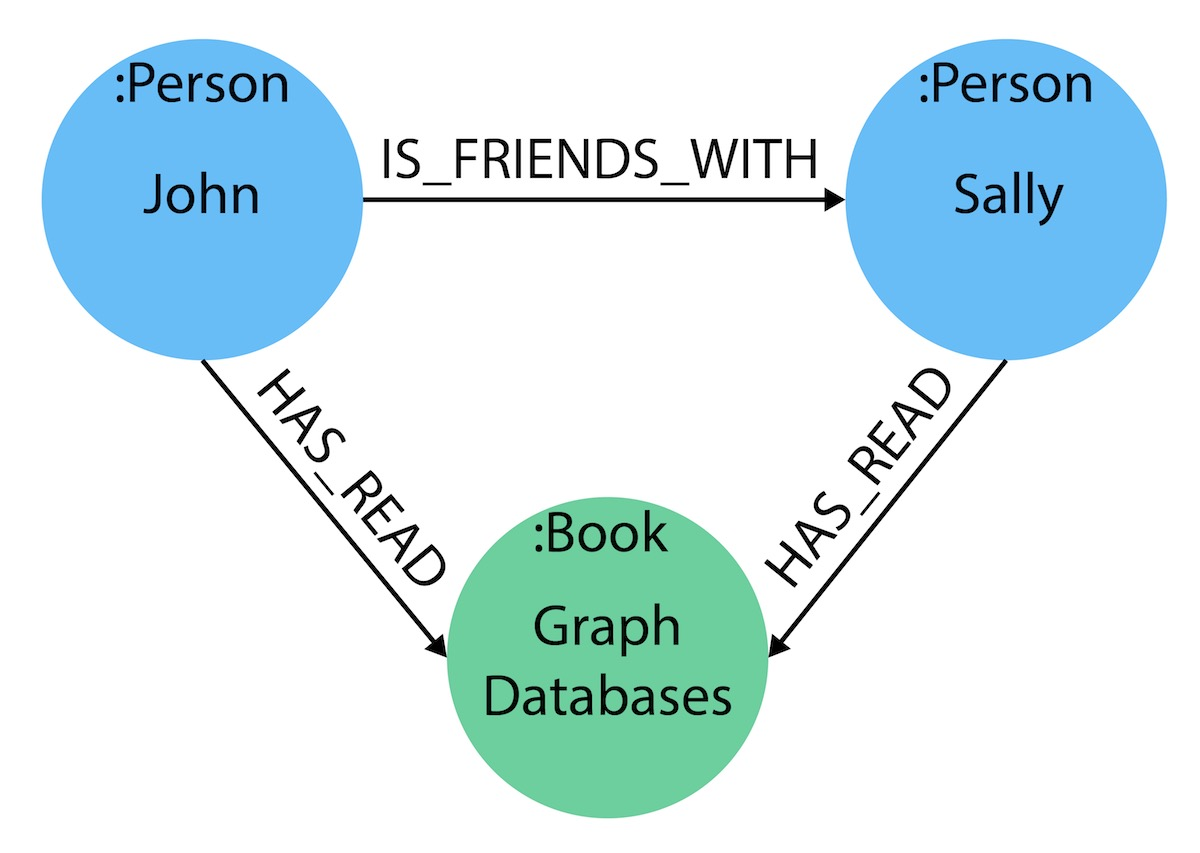 :Person
John
IS_FRIENDS_WITH
:Person
Sally
HAS_READ
HAS_READ
:Book
Graph
Databases